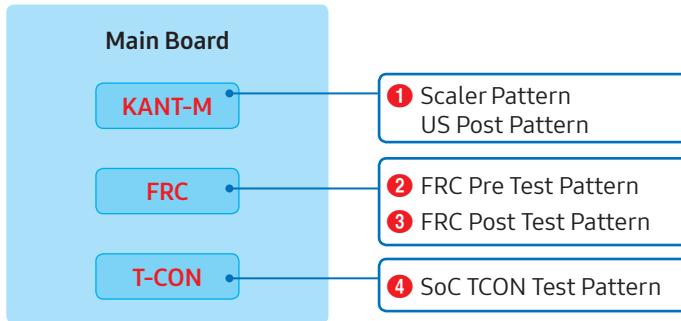 Main Board
KANT-M
1 Scaler Pattern
US Post Pattern
FRC
2 FRC Pre Test Pattern
3 FRC Post Test Pattern
T-CON
4 SoC TCON Test Pattern